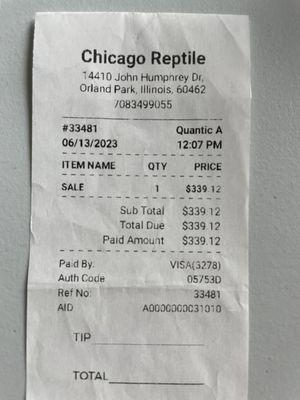 Chicago Reptile
14410 John Humphrey Dr,
Orland Park, Illinois, 60462
7083499055
#33481 Quantic A
06/13/2023 12:07 PM
ITEM NAME QTY PRICE
SALE 1 $339.12
Sub Total $339.12
Total Due $339.12
Paid Amount $339.12
Paid By: VISA(3278)
Auth Code 05753D
Ref No: 33481
AID A0000000031010
TIP
TOTAL